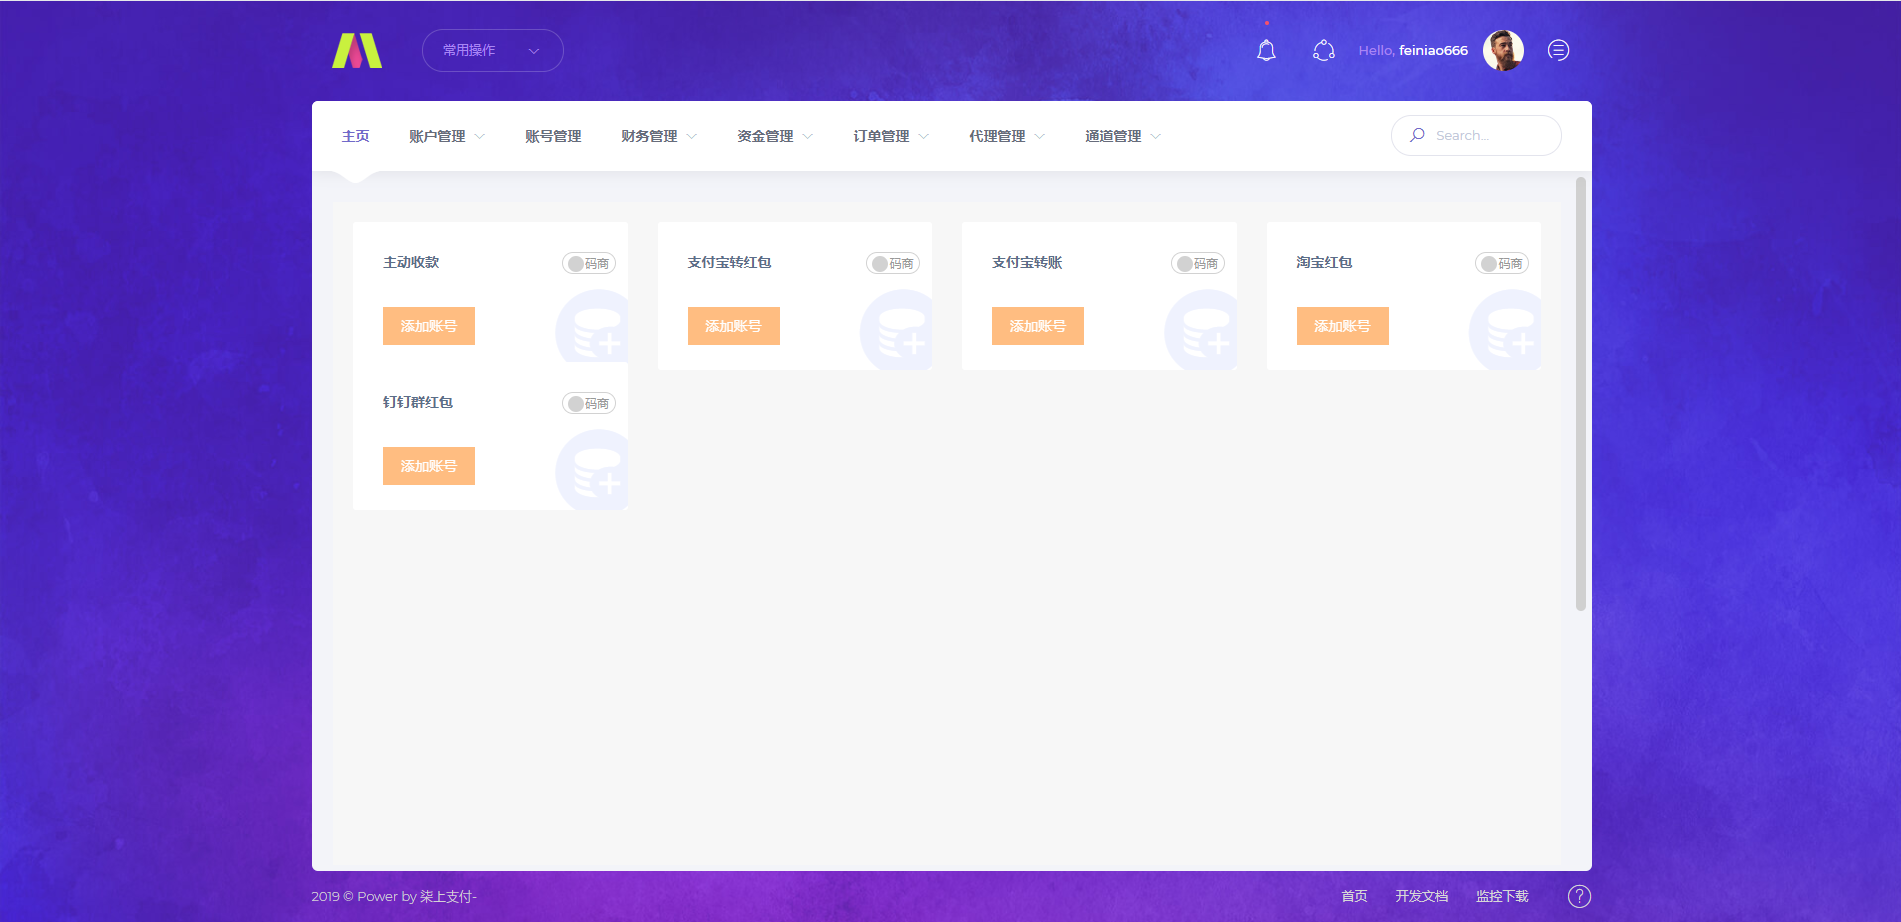 常用操作
Hello, feiniao666
主页 账户管理 账号管理 财务管理 资金管理 订单管理 代理管理 通道管理 Search...
主动收款 码商 支付宝转红包 码商 支付宝转账 码商 淘宝红包 码商
添加账号 添加账号 添加账号 添加账号
钉钉群红包 码商
添加账号
2019 © Power by 柒上支付- 首页 开发文档 监控下载